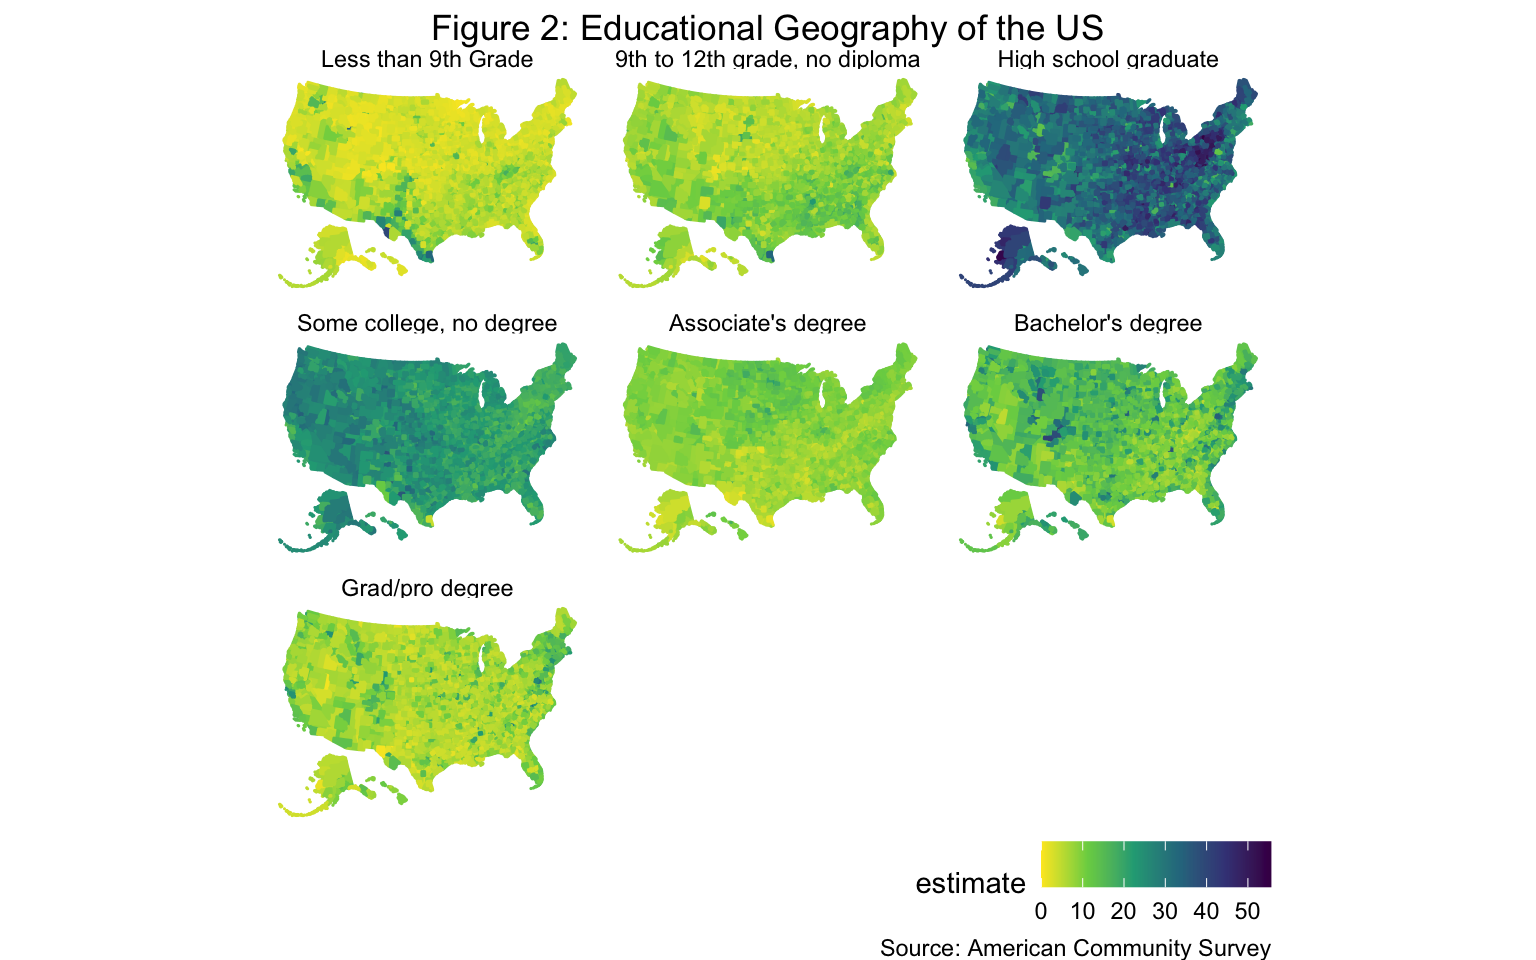 Figure 2: Educational Geography of the US
Less than 9th Grade
9th to 12th grade, no diploma
High school graduate
Some college, no degree
Associate's degree
Bachelor's degree
Grad/pro degree
estimate
0 10 20 30 40 50
Source: American Community Survey